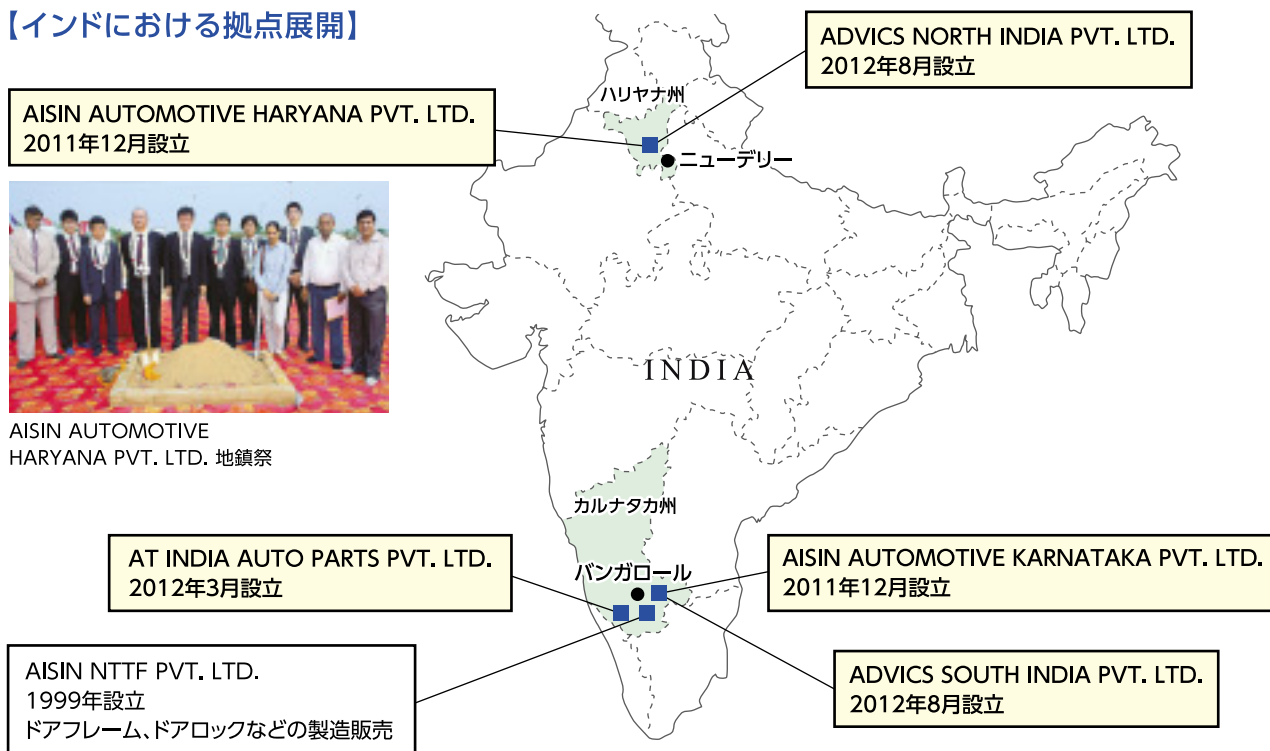 【インドにおける拠点展開】
ADVICS NORTH INDIA PVT. LTD.
2012年8月設立
AISIN AUTOMOTIVE HARYANA PVT. LTD.
2011年12月設立
ハリヤナ州
ニューデリー
AISIN AUTOMOTIVE
HARYANA PVT. LTD. 地鎮祭
INDIA
カルナタカ州
バンガロール
AT INDIA AUTO PARTS PVT. LTD.
2012年3月設立
AISIN AUTOMOTIVE KARNATAKA PVT. LTD.
2011年12月設立
AISIN NTTF PVT. LTD.
1999年設立
ドアフレーム、ドアロックなどの製造販売
ADVICS SOUTH INDIA PVT. LTD.
2012年8月設立